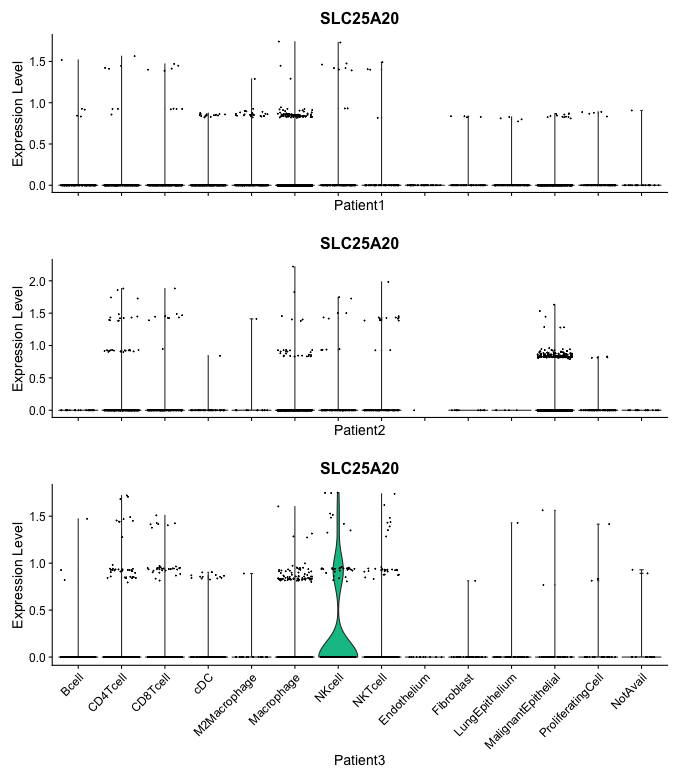 SLC25A20
Expression Level
1.5
1.0
0.5
0.0
Patient1
SLC25A20
Expression Level
2.0
1.5
1.0
0.5
0.0
Patient2
SLC25A20
Expression Level
1.5
1.0
0.5
0.0
Bcell
CD4Tcell
CD8Tcell
cDC
M2Macrophage
Macrophage
NKcell
NKTcell
Endothelium
Fibroblast
LungEpithelium
MalignantEpithelial
ProliferatingCell
NotAvail
Patient3